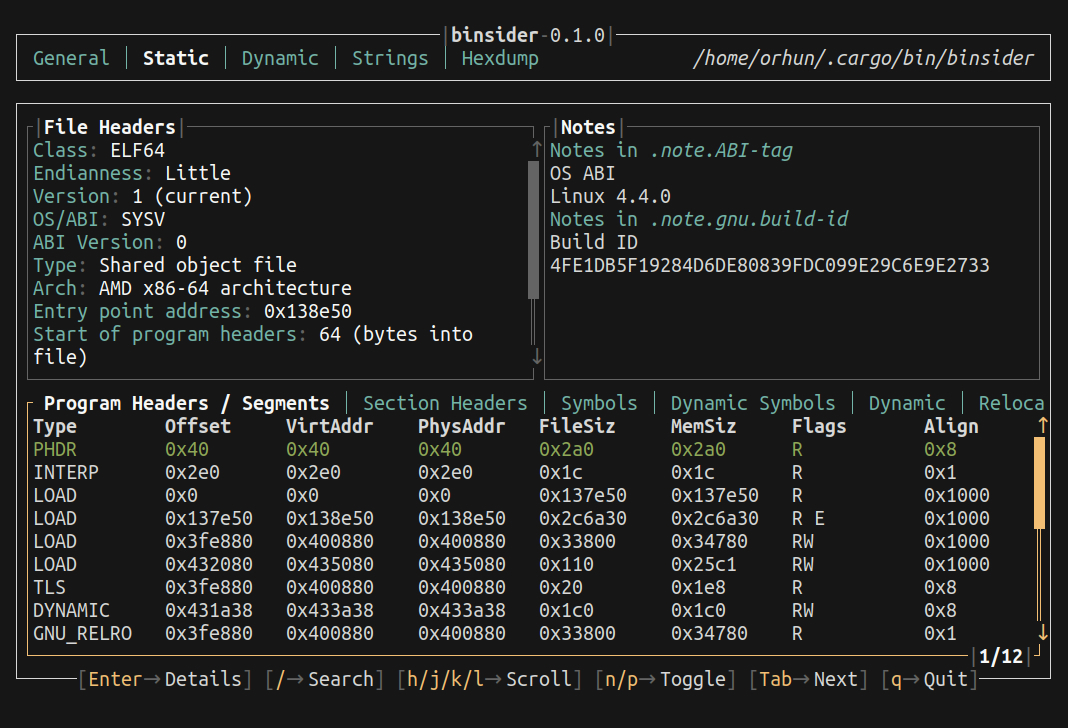 binsider-0.1.0
General | Static | Dynamic | Strings | Hexdump /home/orhun/.cargo/bin/binsider
File Headers
Class: ELF64
Endianness: Little
Version: 1 (current)
OS/ABI: SYSV
ABI Version: 0
Type: Shared object file
Arch: AMD x86-64 architecture
Entry point address: 0x138e50
Start of program headers: 64 (bytes into
file)
Notes
Notes in .note.ABI-tag
OS ABI
Linux 4.4.0
Notes in .note.gnu.build-id
Build ID
4FE1DB5F19284D6DE80839FDC099E29C6E9E2733
Program Headers / Segments | Section Headers | Symbols | Dynamic Symbols | Dynamic | Reloca
Type Offset VirtAddr PhysAddr FileSiz MemSiz Flags Align
PHDR 0x40 0x40 0x40 0x2a0 0x2a0 R 0x8
INTERP 0x2e0 0x2e0 0x2e0 0x1c 0x1c R 0x1
LOAD 0x0 0x0 0x0 0x137e50 0x137e50 R 0x1000
LOAD 0x137e50 0x138e50 0x138e50 0x2c6a30 0x2c6a30 R E 0x1000
LOAD 0x3fe880 0x400880 0x400880 0x33800 0x34780 RW 0x1000
LOAD 0x432080 0x435080 0x435080 0x110 0x25c1 RW 0x1000
TLS 0x3fe880 0x400880 0x400880 0x20 0x1e8 R 0x8
DYNAMIC 0x431a38 0x433a38 0x433a38 0x1c0 0x1c0 RW 0x8
GNU_RELRO 0x3fe880 0x400880 0x400880 0x33800 0x34780 R 0x1
1/12
[Enter→Details] [/→Search] [h/j/k/l→Scroll] [n/p→Toggle] [Tab→Next] [q→Quit]